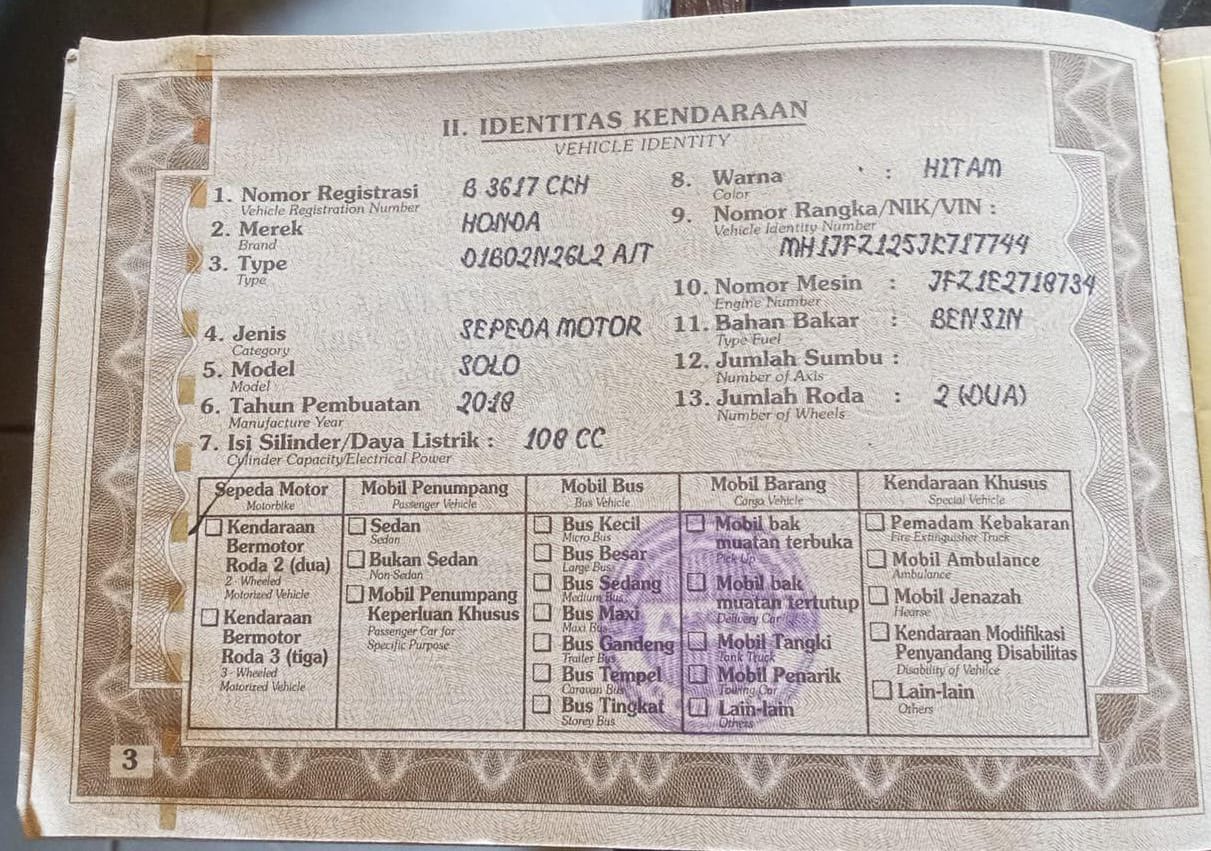 II. IDENTITAS KENDARAAN
VEHICLE IDENTITY
1. Nomor Registrasi B 3617 CKH
Vehicle Registration Number
2. Merek HONDA
Brand
3. Type D1B02N26L2 A/T
Type
4. Jenis SEPEDA MOTOR
Category
5. Model SOLO
Model
6. Tahun Pembuatan 2018
Manufacture Year
7. Isi Silinder/Daya Listrik : 108 CC
Cylinder Capacity/Electrical Power
8. Warna : HITAM
Color
9. Nomor Rangka/NIK/VIN :
Vehicle Identity Number
MH1JFZ125JK717744
10. Nomor Mesin : JFZ1E2718734
Engine Number
11. Bahan Bakar : BENSIN
Type Fuel
12. Jumlah Sumbu :
Number of Axis
13. Jumlah Roda : 2 (DUA)
Number of Wheels
Sepeda Motor
Motorbike
Kendaraan
Bermotor
Roda 2 (dua)
2 - Wheeled
Motorized Vehicle
Kendaraan
Bermotor
Roda 3 (tiga)
3 - Wheeled
Motorized Vehicle
Mobil Penumpang
Passenger Vehicle
Sedan
Sedan
Bukan Sedan
Non-Sedan
Mobil Penumpang
Keperluan Khusus
Passenger Car for
Specific Purpose
Mobil Bus
Bus Vehicle
Bus Kecil
Micro Bus
Bus Besar
Large Bus
Bus Sedang
Medium Bus
Bus Maxi
Maxi Bus
Bus Gandeng
Trailer Bus
Bus Tempel
Caravan Bus
Bus Tingkat
Storey Bus
Mobil Barang
Cargo Vehicle
Mobil bak
muatan terbuka
Pick Up
Mobil bak
muatan tertutup
Delivery Car
Mobil Tangki
Tank Truck
Mobil Penarik
Towing Car
Lain-lain
Others
Kendaraan Khusus
Special Vehicle
Pemadam Kebakaran
Fire Extinguisher Truck
Mobil Ambulance
Ambulance
Mobil Jenazah
Hearse
Kendaraan Modifikasi
Penyandang Disabilitas
Disability of Vehilce
Lain-lain
Others
3